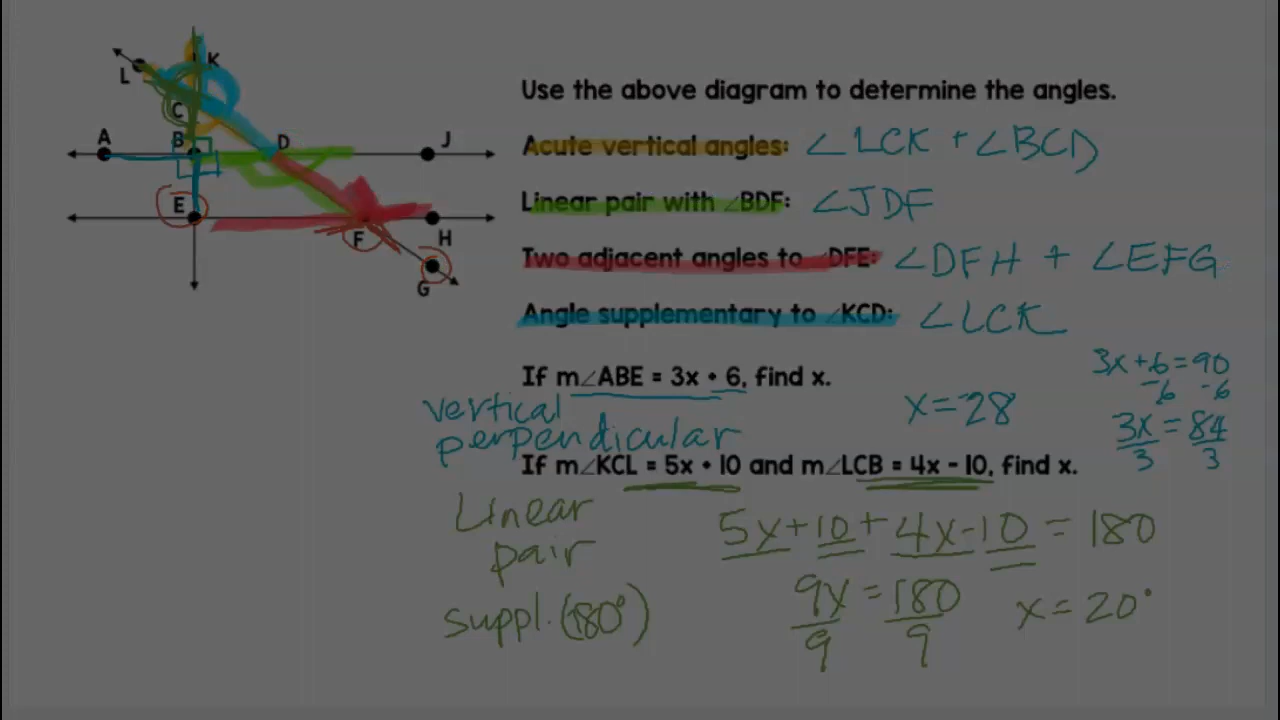 K
L
C
A
B
D
J
E
F
H
G
Use the above diagram to determine the angles.
Acute vertical angles: ∠LCK + ∠BCD
Linear pair with ∠BDF: ∠JDF
Two adjacent angles to ∠DFE: ∠DFH + ∠EFG
Angle supplementary to ∠KCD: ∠LCK
If m∠ABE = 3x + 6, find x.
3x+6=90
-6 -6
vertical
perpendicular
x=28
3x = 84
3 3
If m∠KCL = 5x + 10 and m∠LCB = 4x - 10, find x.
Linear
pair
suppl. (180°)
5x+10+4x-10 = 180
9x = 180
9 9
x = 20°